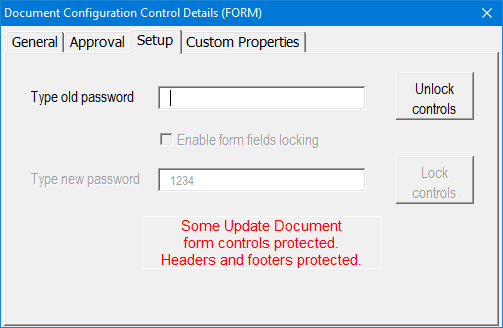 Document Configuration Control Details (FORM)
General Approval Setup Custom Properties
Type old password
Unlock
controls
Enable form fields locking
Type new password 1234
Lock
controls
Some Update Document
form controls protected.
Headers and footers protected.